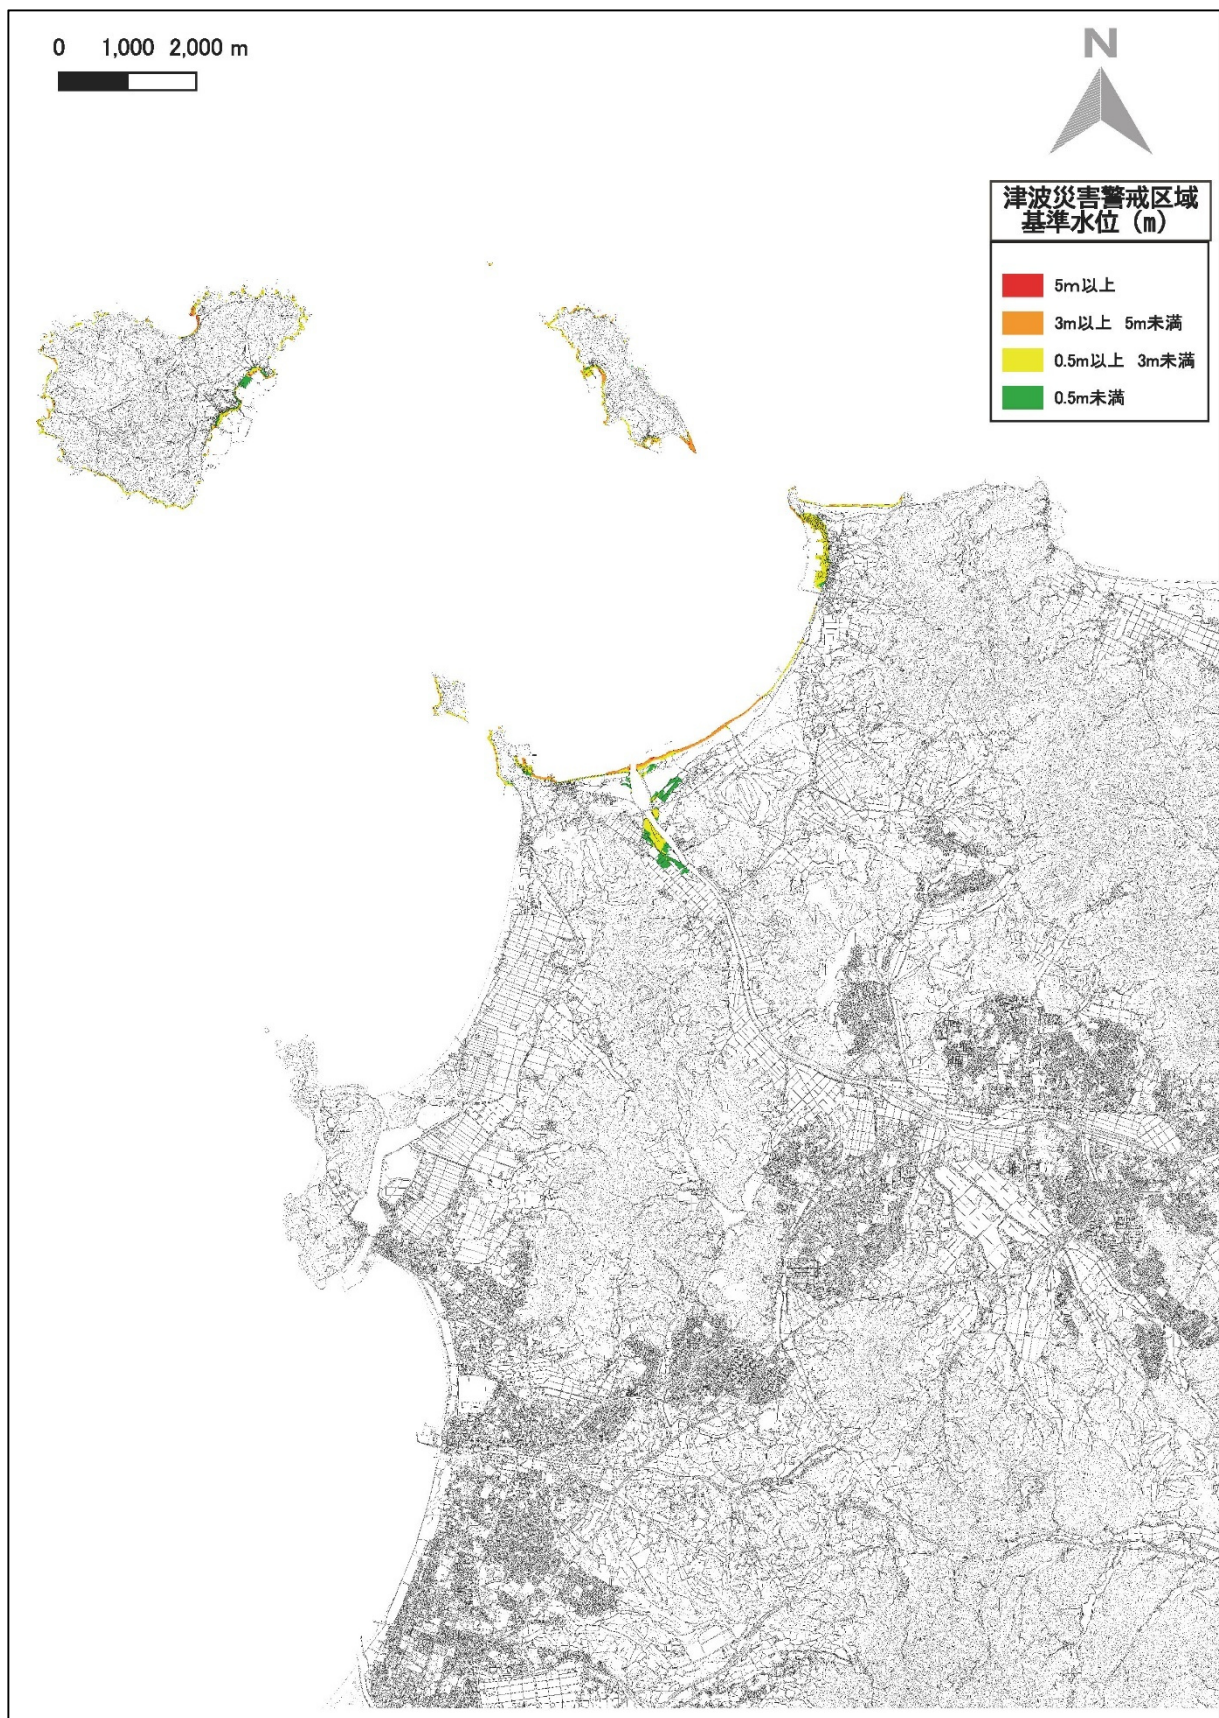 0 1,000 2,000 m
N
津波災害警戒区域
基準水位（m）
5m以上
3m以上 5m未満
0.5m以上 3m未満
0.5m未満